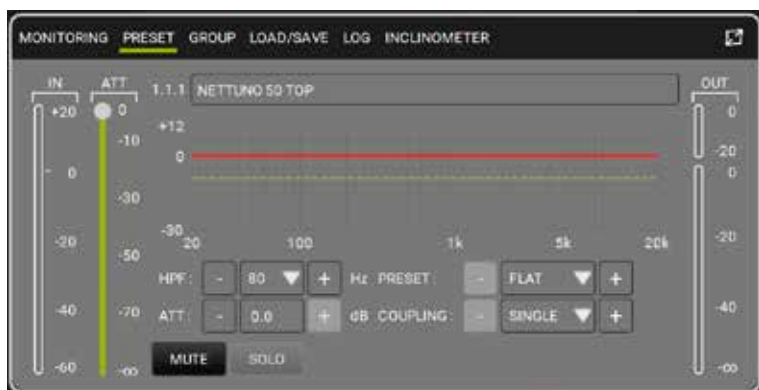 MONITORING PRESET GROUP LOAD/SAVE LOG INCLINOMETER
IN ATT 1.1.1 NETTUNO 50 TOP OUT
+20 0 +12 0
-10 0 -20
0 0
-30
-20 -50 -30 -20
20 100 1k 5k 20k
HPF: - 80 + Hz PRESET: - FLAT +
-40 -70 ATT: - 0.0 + dB COUPLING: - SINGLE + -40
MUTE SOLO
-60 -∞ -∞